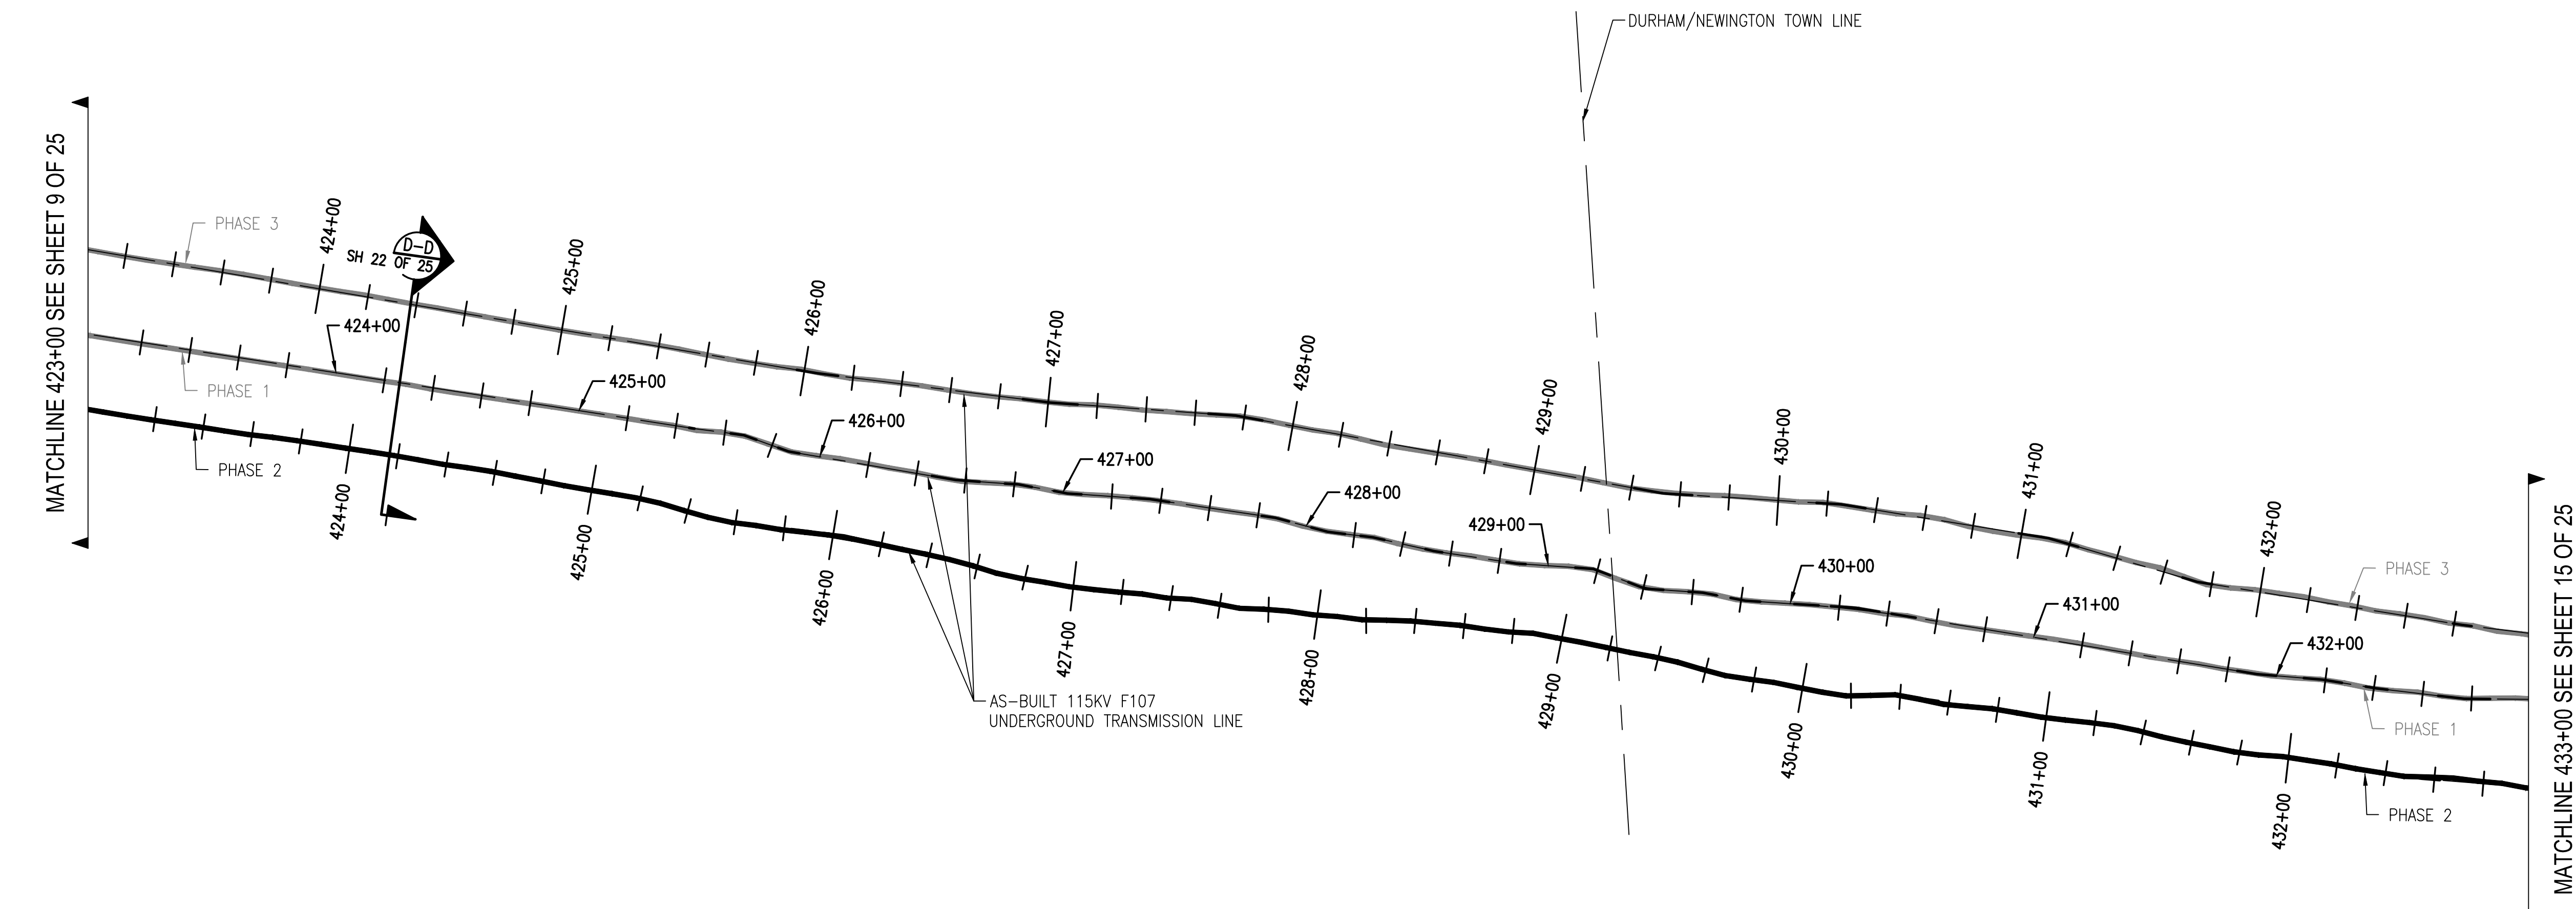 DURHAM/NEWINGTON TOWN LINE
MATCHLINE 423+00 SEE SHEET 9 OF 25
PHASE 3
424+00
D-D
SH 22 OF 25
425+00
426+00
427+00
428+00
429+00
430+00
431+00
432+00
PHASE 3
PHASE 1
424+00
425+00
426+00
427+00
428+00
429+00
430+00
431+00
432+00
PHASE 1
PHASE 2
424+00
425+00
426+00
427+00
428+00
429+00
430+00
431+00
432+00
PHASE 2
AS-BUILT 115KV F107
UNDERGROUND TRANSMISSION LINE
MATCHLINE 433+00 SEE SHEET 15 OF 25